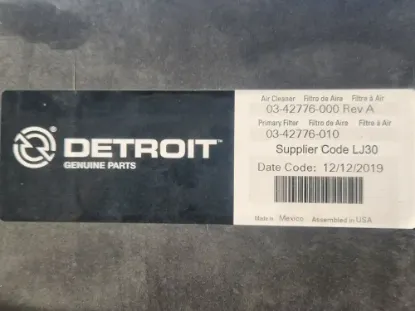 DETROIT™
GENUINE PARTS
Air Cleaner Filtro de Aire Filtre à Air
03-42776-000 Rev A
Primary Filter Filtro de Aire Filtre à Air
03-42776-010
Supplier Code LJ30
Date Code: 12/12/2019
Made in Mexico Assembled in USA